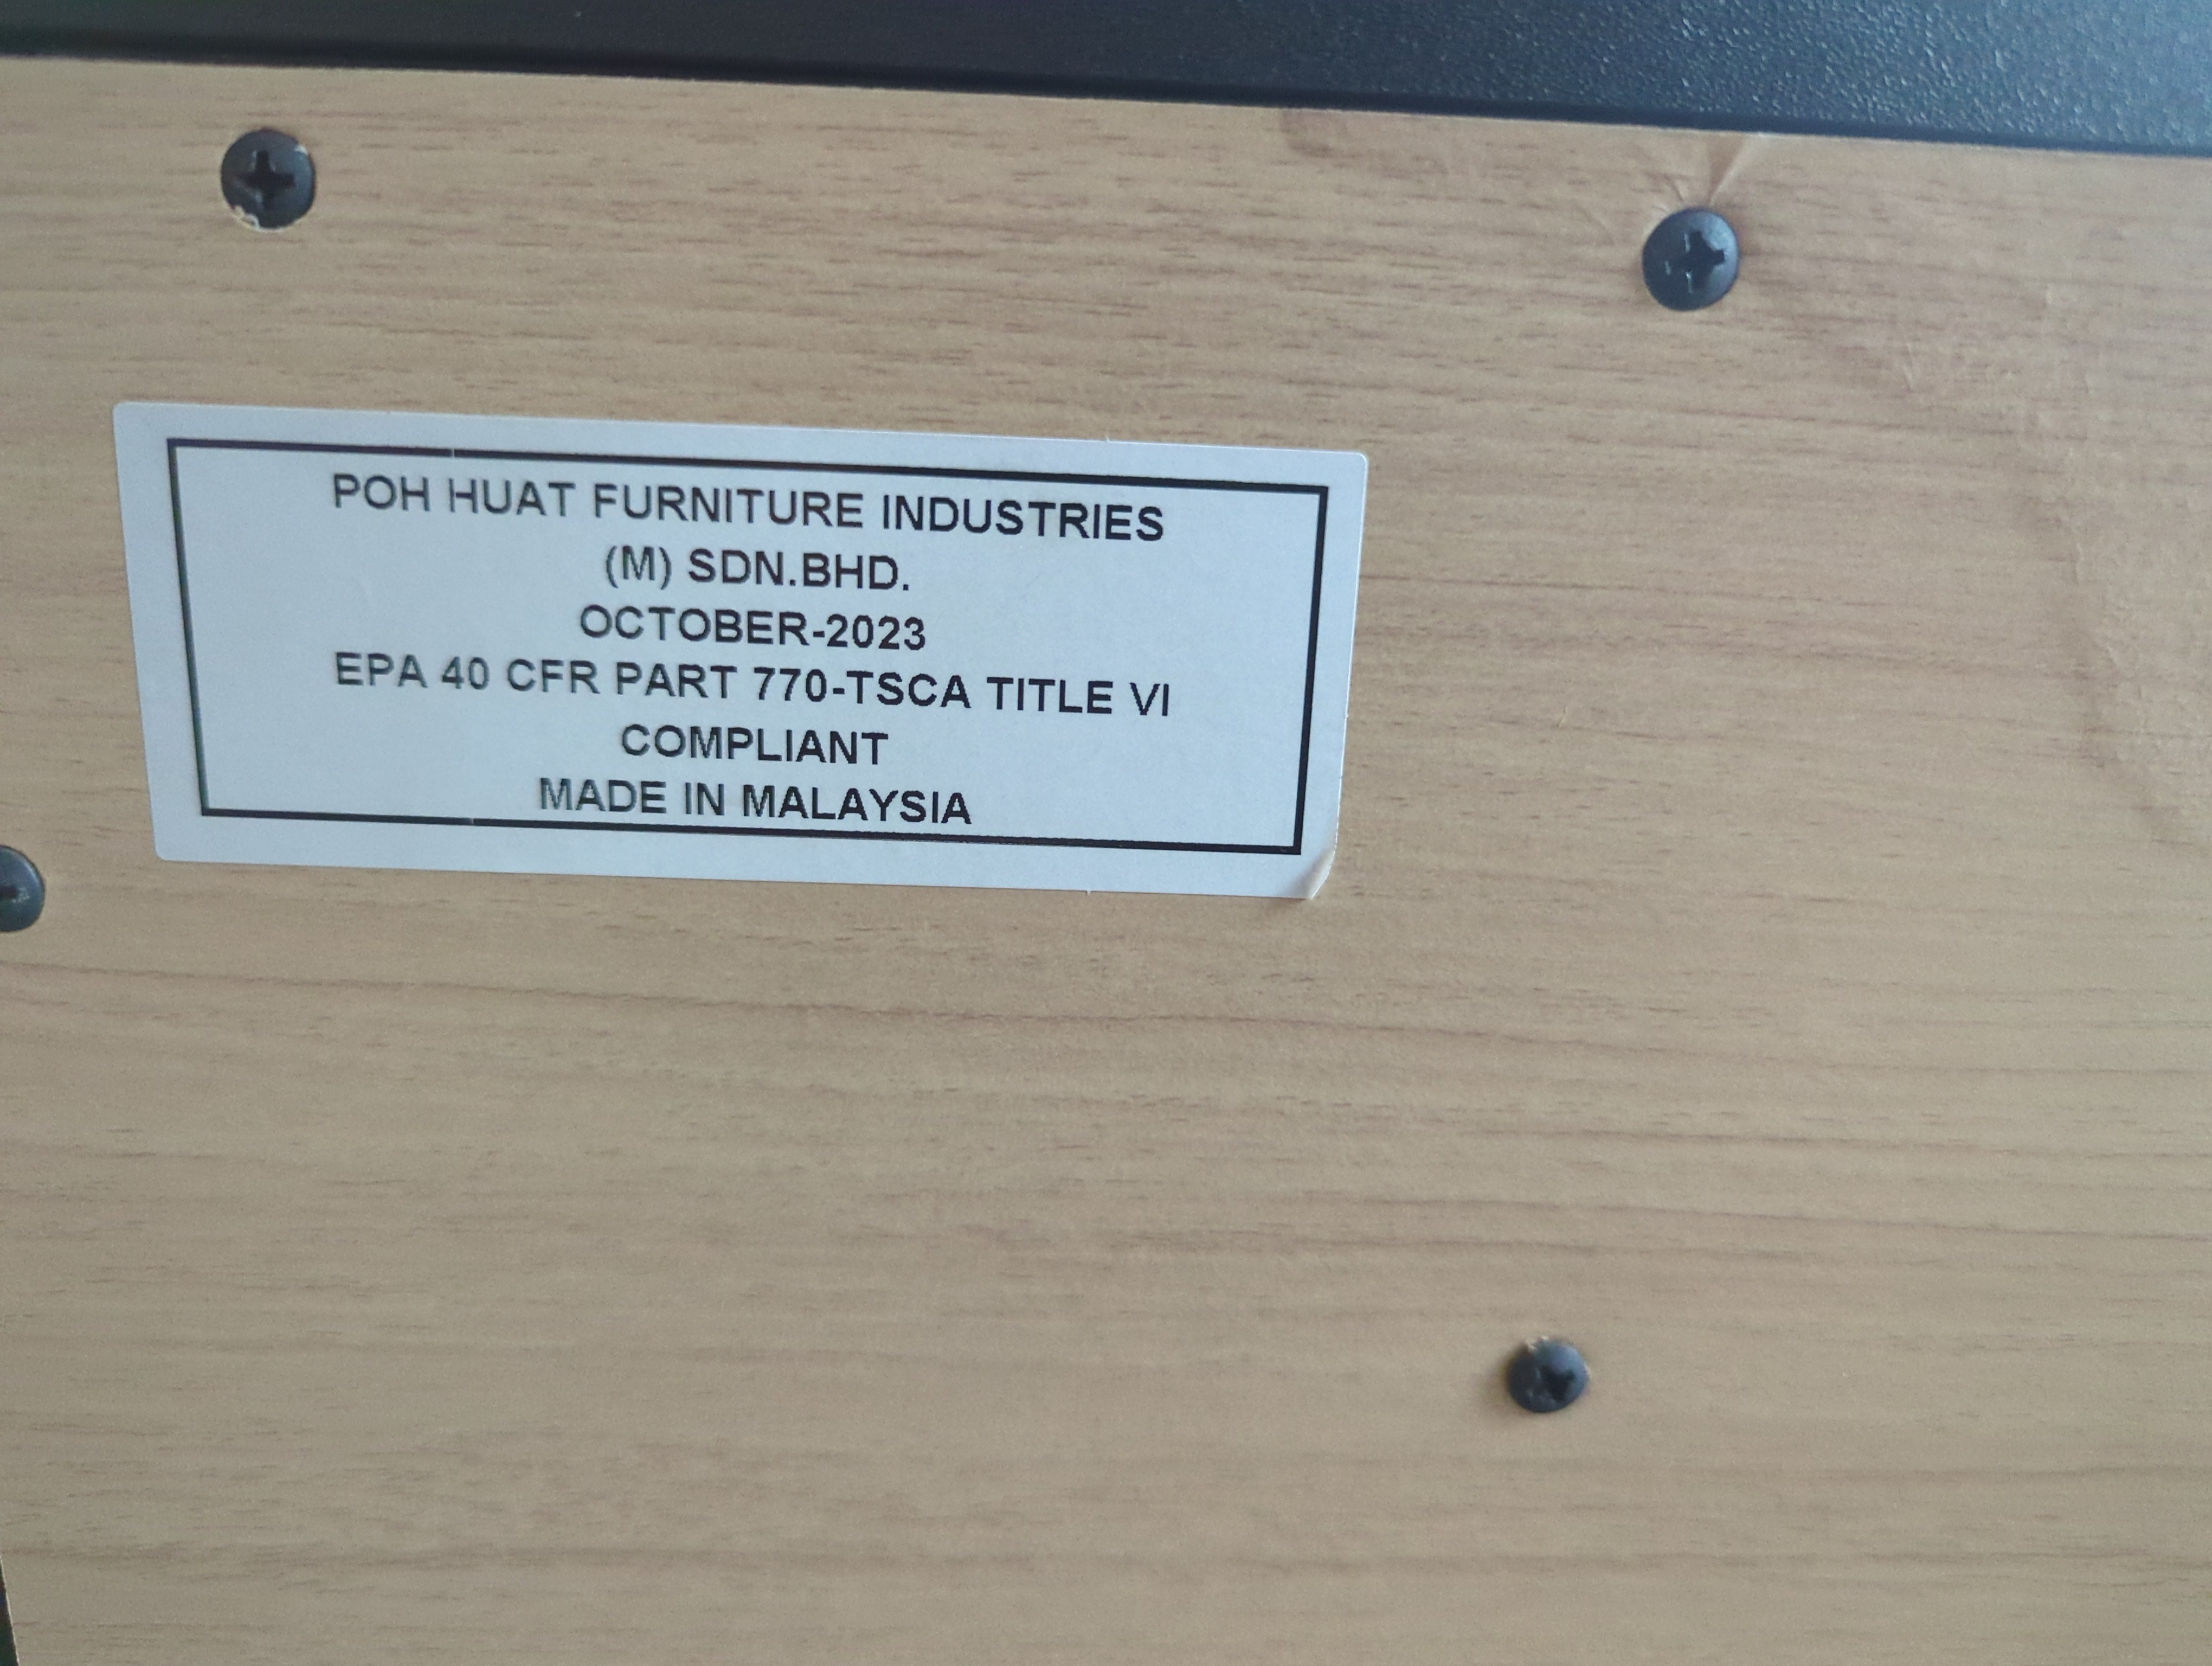 POH HUAT FURNITURE INDUSTRIES
(M) SDN.BHD.
OCTOBER-2023
EPA 40 CFR PART 770-TSCA TITLE VI
COMPLIANT
MADE IN MALAYSIA